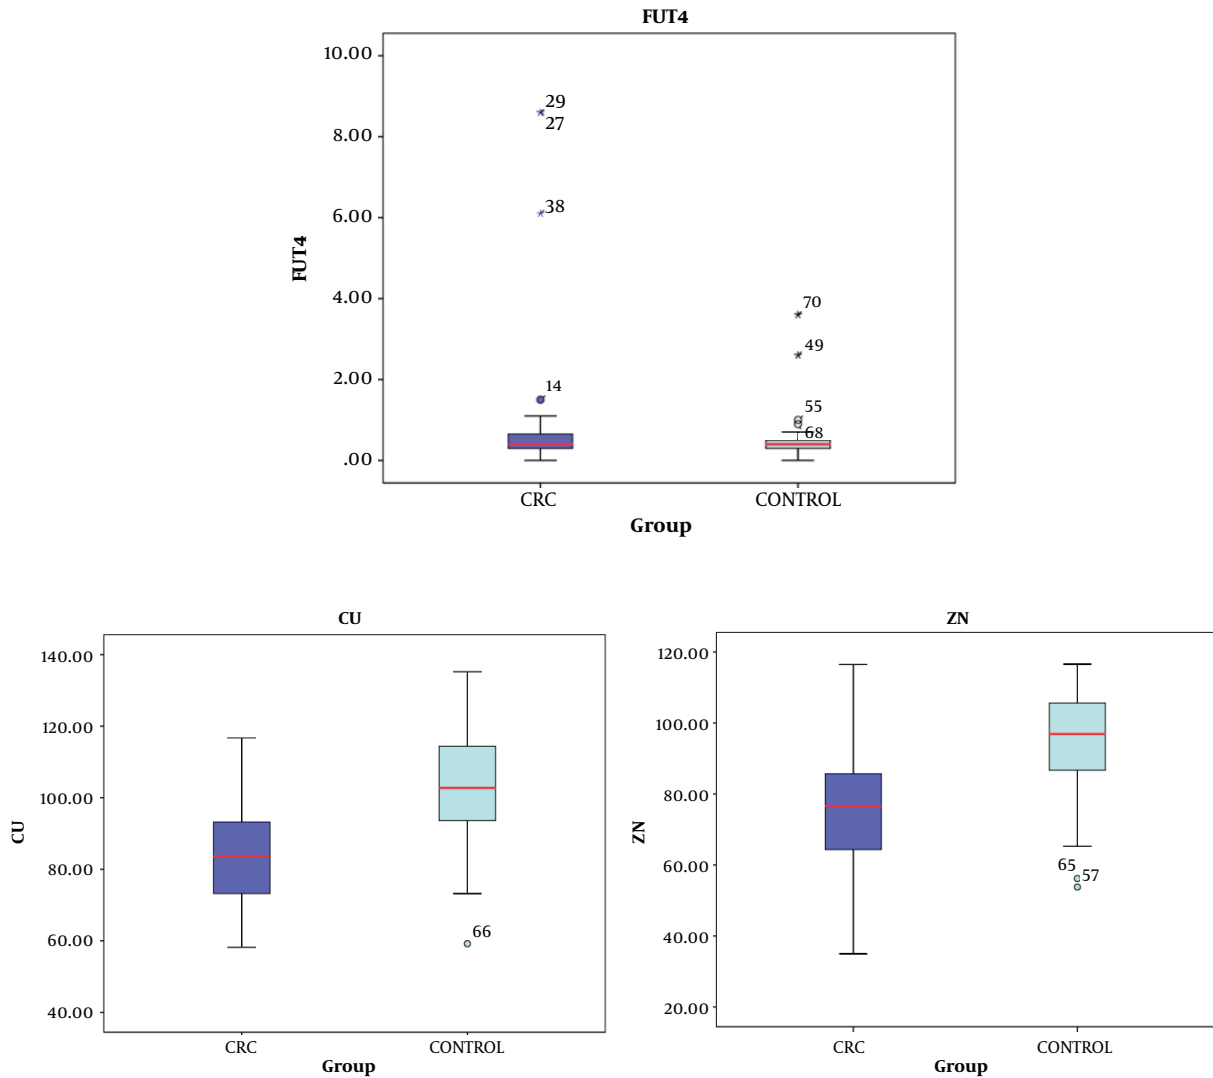 FUT4
10.00
8.00
6.00
4.00
2.00
.00
FUT4
29
27
38
14
70
49
55
68
CRC
CONTROL
Group
CU
140.00
120.00
100.00
80.00
60.00
40.00
CU
66
CRC
CONTROL
Group
ZN
120.00
100.00
80.00
60.00
40.00
20.00
ZN
65
57
CRC
CONTROL
Group